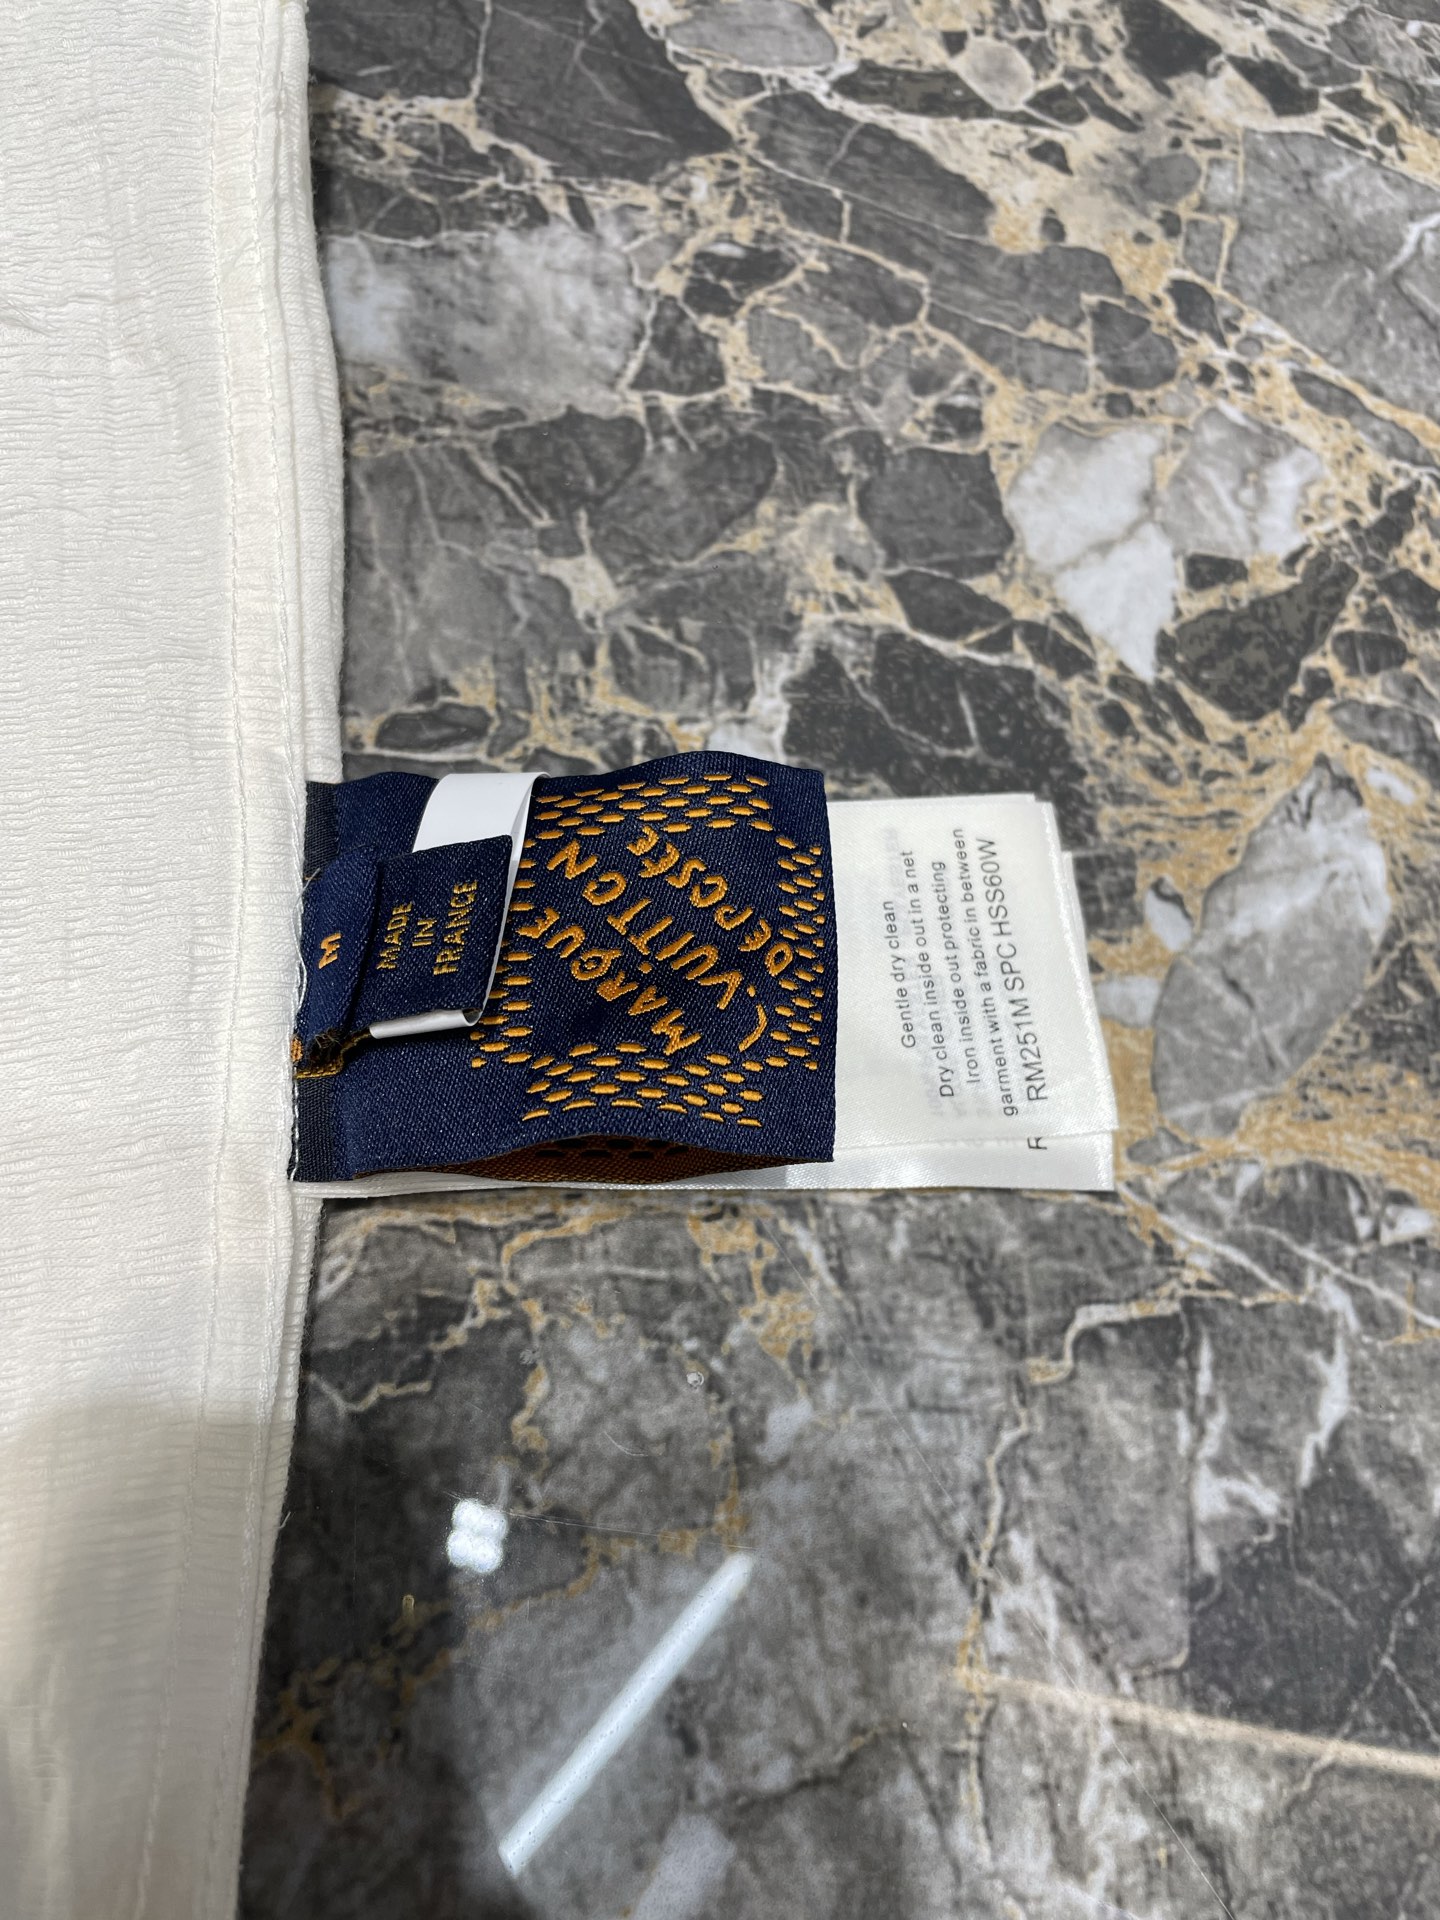 M
MADE
IN
FRANCE
MARQUE
L. VUITTON
DÉPOSÉE
Gentle dry clean
Dry clean inside out in a net
Iron inside out protecting
garment with a fabric in between
RM251M SPC HSS60W
R